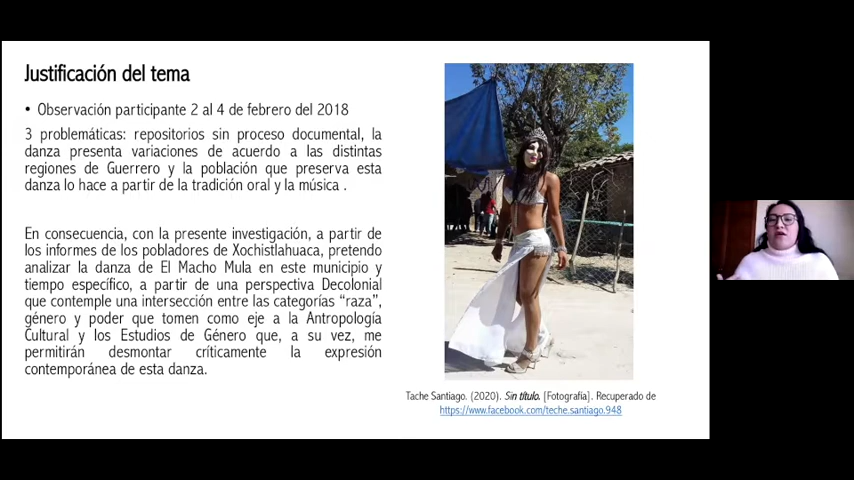 Justificación del tema
• Observación participante 2 al 4 de febrero del 2018
3 problemáticas: repositorios sin proceso documental, la
danza presenta variaciones de acuerdo a las distintas
regiones de Guerrero y la población que preserva esta
danza lo hace a partir de la tradición oral y la música .
En consecuencia, con la presente investigación, a partir de
los informes de los pobladores de Xochistlahuaca, pretendo
analizar la danza de El Macho Mula en este municipio y
tiempo específico, a partir de una perspectiva Decolonial
que contemple una intersección entre las categorías “raza”,
género y poder que tomen como eje a la Antropología
Cultural y los Estudios de Género que, a su vez, me
permitirán desmontar críticamente la expresión
contemporánea de esta danza.
Tache Santiago. (2020). Sin título. [Fotografía]. Recuperado de
https://www.facebook.com/teche.santiago.948